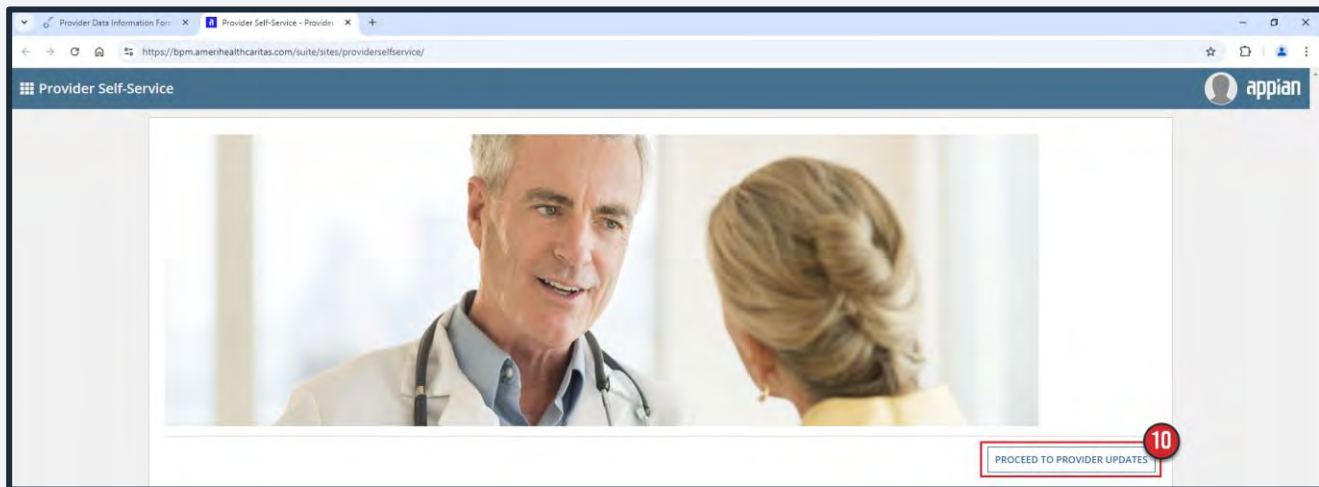 Provider Data Information For
Provider Self-Service - Provider
https://bpm.amerihealthcaritas.com/suite/sites/providerselfservice/
Provider Self-Service
appian
10
PROCEED TO PROVIDER UPDATES